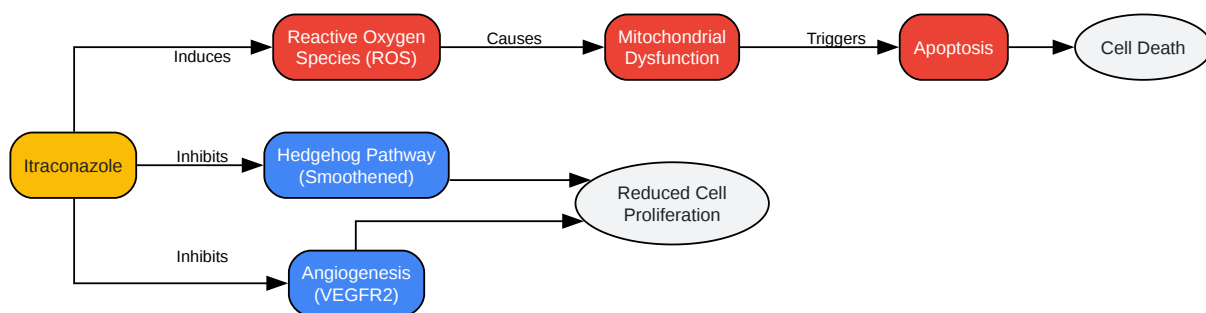 Induces
Reactive Oxygen
Species (ROS)
Causes
Mitochondrial
Dysfunction
Triggers
Apoptosis
Cell Death
Itraconazole
Inhibits
Hedgehog Pathway
(Smoothened)
Reduced Cell
Proliferation
Inhibits
Angiogenesis
(VEGFR2)